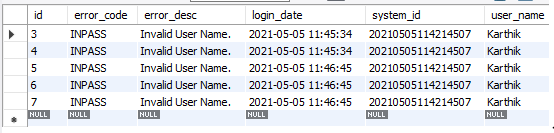 id error_code error_desc login_date system_id user_name
3 INPASS Invalid User Name. 2021-05-05 11:45:34 20210505114214507 Karthik
4 INPASS Invalid User Name. 2021-05-05 11:45:34 20210505114214507 Karthik
5 INPASS Invalid User Name. 2021-05-05 11:46:45 20210505114214507 Karthik
6 INPASS Invalid User Name. 2021-05-05 11:46:45 20210505114214507 Karthik
7 INPASS Invalid User Name. 2021-05-05 11:46:45 20210505114214507 Karthik
NULL NULL NULL NULL NULL NULL